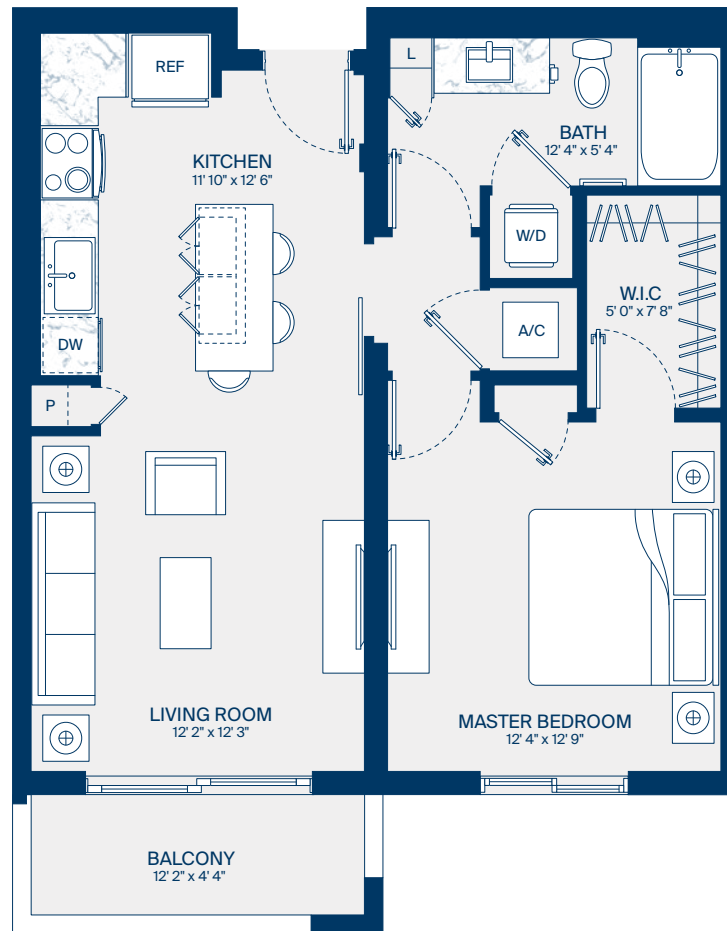 REF
L
BATH
12' 4" x 5' 4"
KITCHEN
11' 10" x 12' 6"
W/D
W.I.C
5' 0" x 7' 8"
A/C
DW
P
LIVING ROOM
12' 2" x 12' 3"
MASTER BEDROOM
12' 4" x 12' 9"
BALCONY
12' 2" x 4' 4"